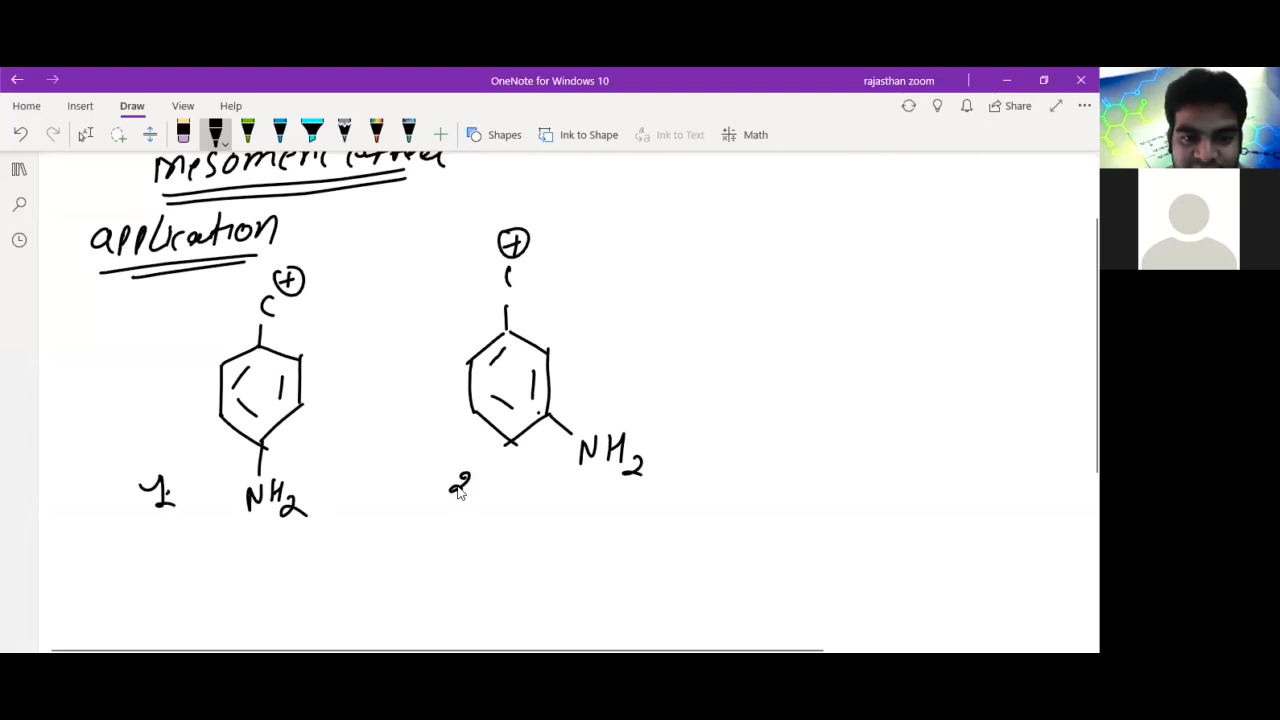 OneNote for Windows 10
rajasthan zoom
Home Insert Draw View Help
Share
Shapes Ink to Shape Ink to Text Math
application
C +
C +
NH2
NH2
1.
2